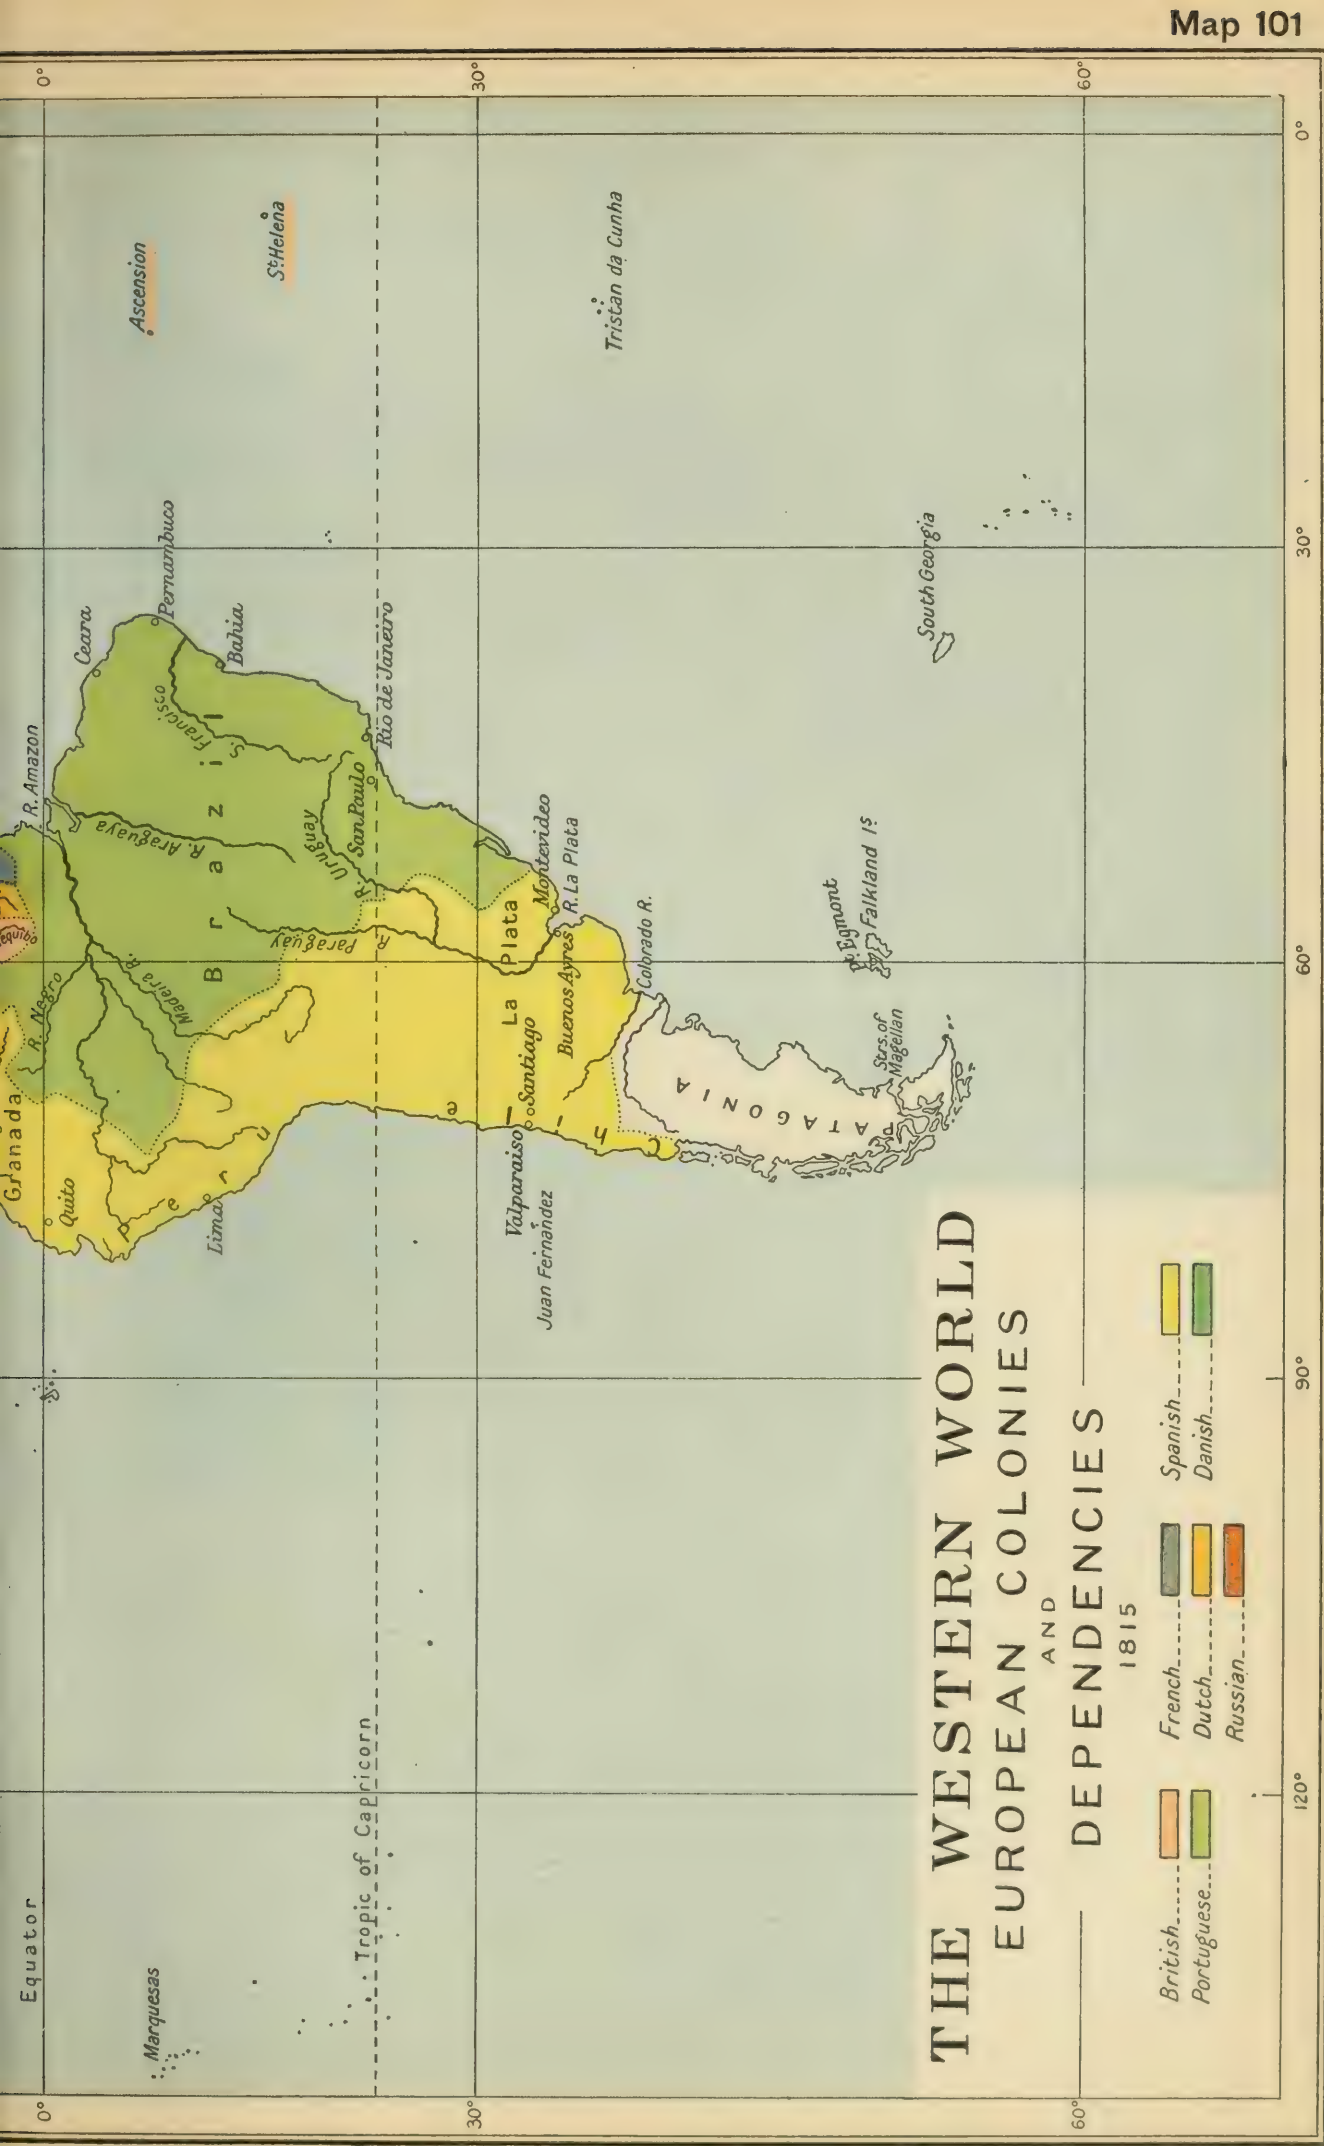 Map 101
0°
30°
60°
0°
30°
60°
90°
120°
0°
30°
60°
Equator
Tropic of Capricorn
Marquesas
Granada
Quito
Peru
Lima
R. Negro
Madeira R.
R. Amazon
R. Araguaya
S. Francisco
Brazil
Ceara
Pernambuco
Bahia
Rio de Janeiro
San Paulo
R. Uruguay
R. Paraguay
La Plata
Montevideo
R. La Plata
Buenos Ayres
Colorado R.
Chile
Santiago
Valparaiso
Juan Fernandez
PATAGONIA
Strs. of
Magellan
Pt. Egmont
Falkland Is
South Georgia
Ascension
St. Helena
Tristan da Cunha
THE WESTERN WORLD
EUROPEAN COLONIES
AND
DEPENDENCIES
1815
British
French
Spanish
Portuguese
Dutch
Danish
Russian